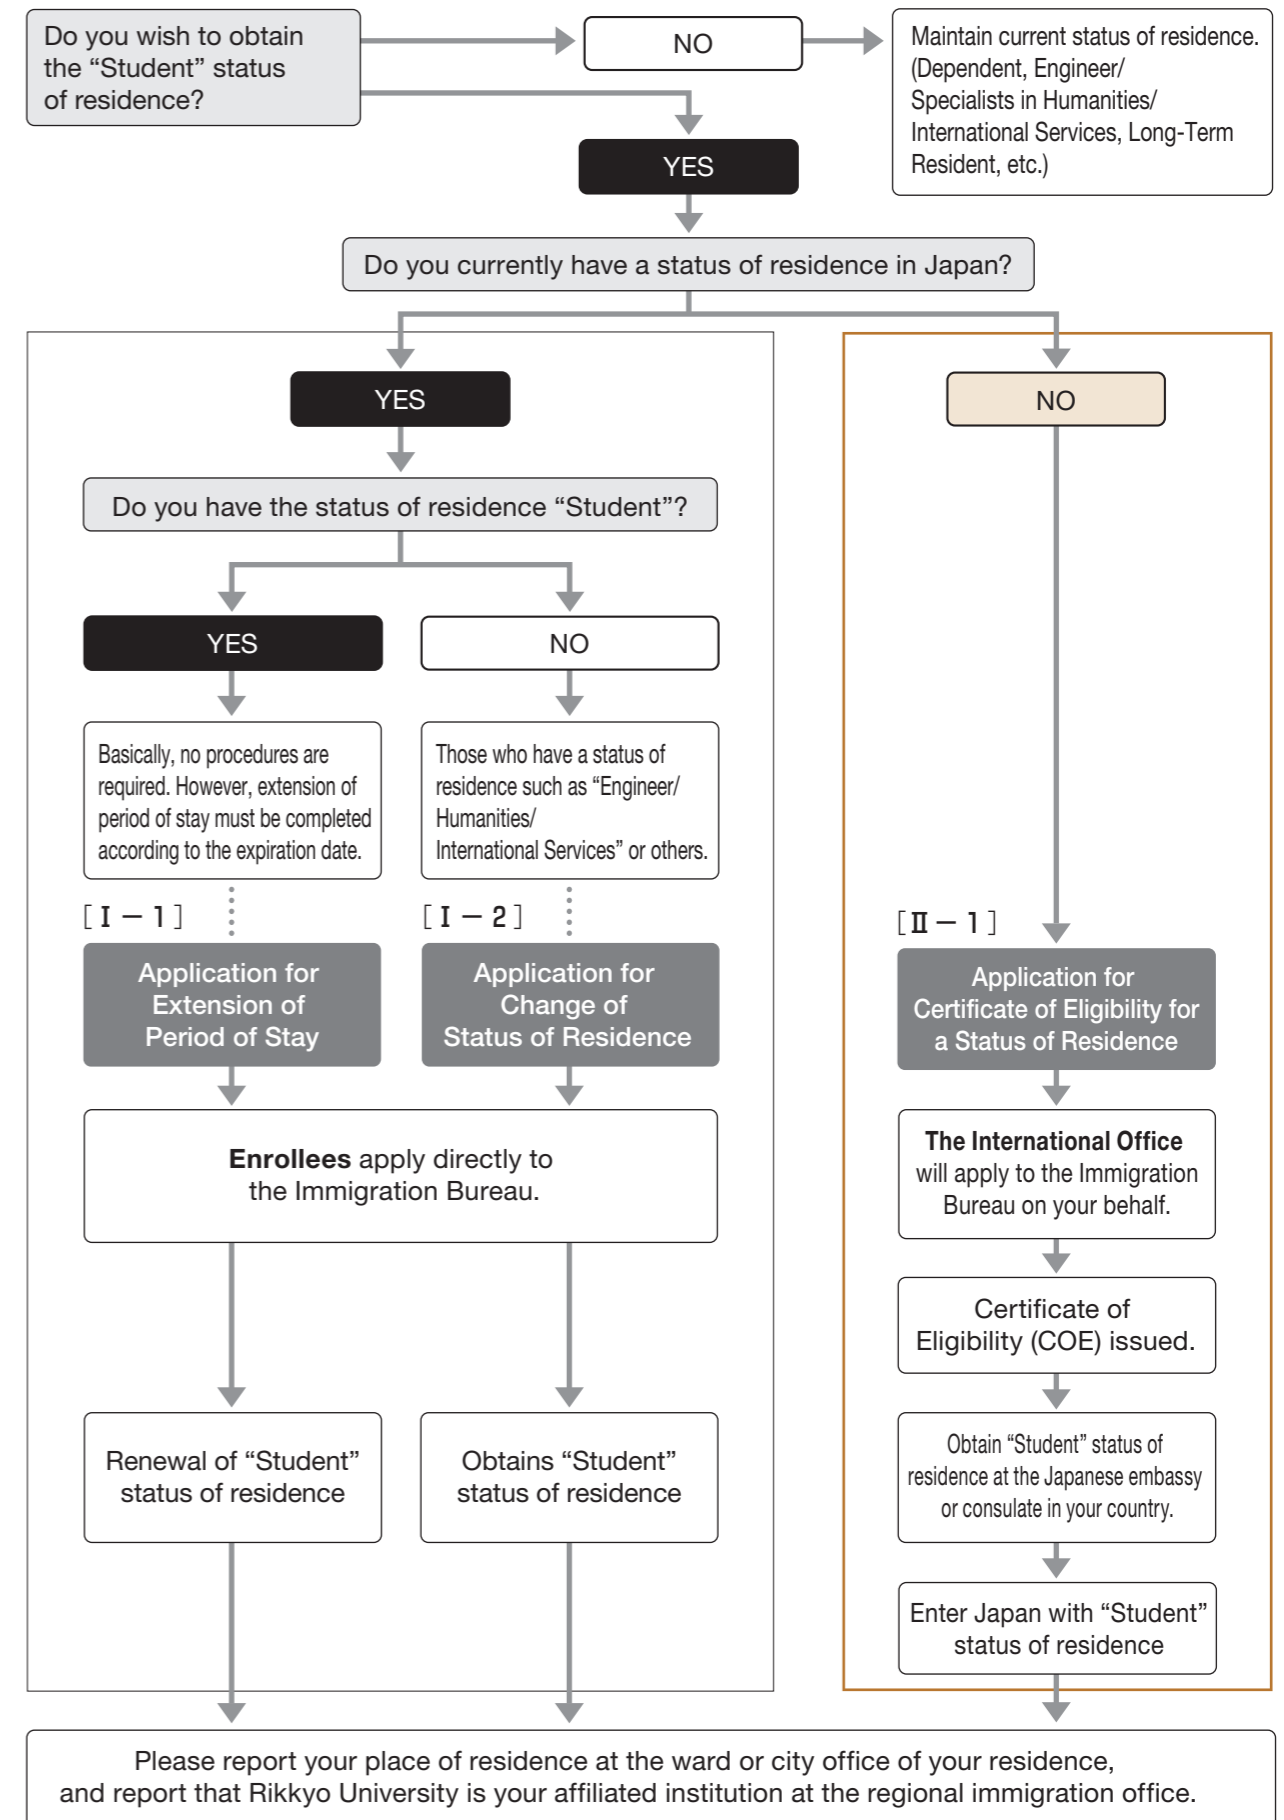 Do you wish to obtain
the “Student” status
of residence?
NO
Maintain current status of residence.
(Dependent, Engineer/
Specialists in Humanities/
International Services, Long-Term
Resident, etc.)
YES
Do you currently have a status of residence in Japan?
YES
NO
Do you have the status of residence “Student”?
YES
NO
Basically, no procedures are
required. However, extension of
period of stay must be completed
according to the expiration date.
Those who have a status of
residence such as “Engineer/
Humanities/
International Services” or others.
[Ⅰ－1]
[Ⅰ－2]
[Ⅱ－1]
Application for
Extension of
Period of Stay
Application for
Change of
Status of Residence
Application for
Certificate of Eligibility for
a Status of Residence
Enrollees apply directly to
the Immigration Bureau.
The International Office
will apply to the Immigration
Bureau on your behalf.
Certificate of
Eligibility (COE) issued.
Renewal of “Student”
status of residence
Obtains “Student”
status of residence
Obtain “Student” status of
residence at the Japanese embassy
or consulate in your country.
Enter Japan with “Student”
status of residence
Please report your place of residence at the ward or city office of your residence,
and report that Rikkyo University is your affiliated institution at the regional immigration office.